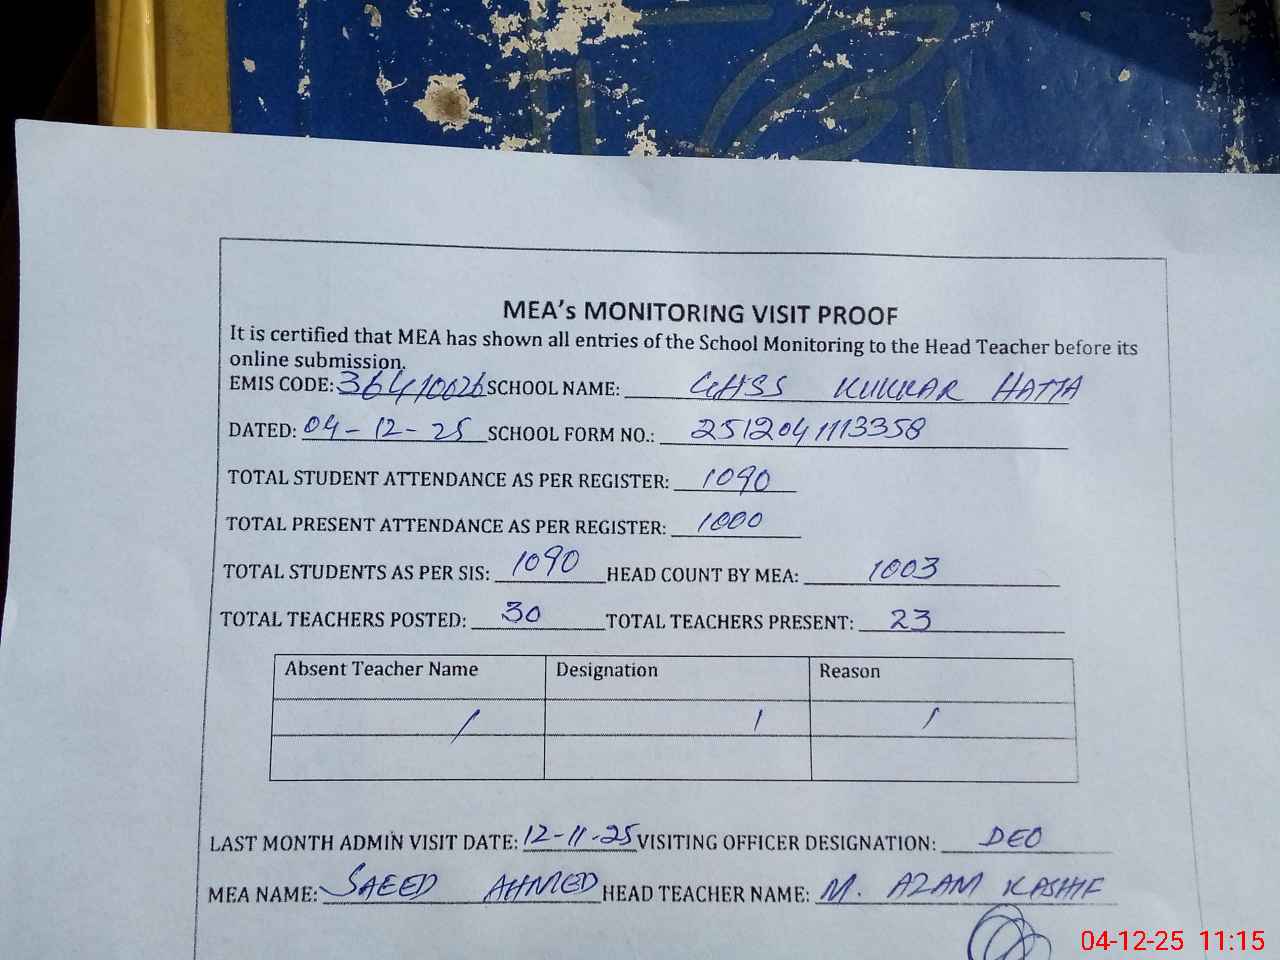 MEA's MONITORING VISIT PROOF
It is certified that MEA has shown all entries of the School Monitoring to the Head Teacher before its
online submission.
EMIS CODE: 36410026 SCHOOL NAME: GHSS KUKKAR HATTA
DATED: 04-12-25 SCHOOL FORM NO.: 2512041113358
TOTAL STUDENT ATTENDANCE AS PER REGISTER: 1090
TOTAL PRESENT ATTENDANCE AS PER REGISTER: 1000
TOTAL STUDENTS AS PER SIS: 1090 HEAD COUNT BY MEA: 1003
TOTAL TEACHERS POSTED: 30 TOTAL TEACHERS PRESENT: 23
Absent Teacher Name Designation Reason
/ / /
LAST MONTH ADMIN VISIT DATE: 12-11-25 VISITING OFFICER DESIGNATION: DEO
MEA NAME: SAEED AHMED HEAD TEACHER NAME: M. AZAM KASHIF
04-12-25 11:15